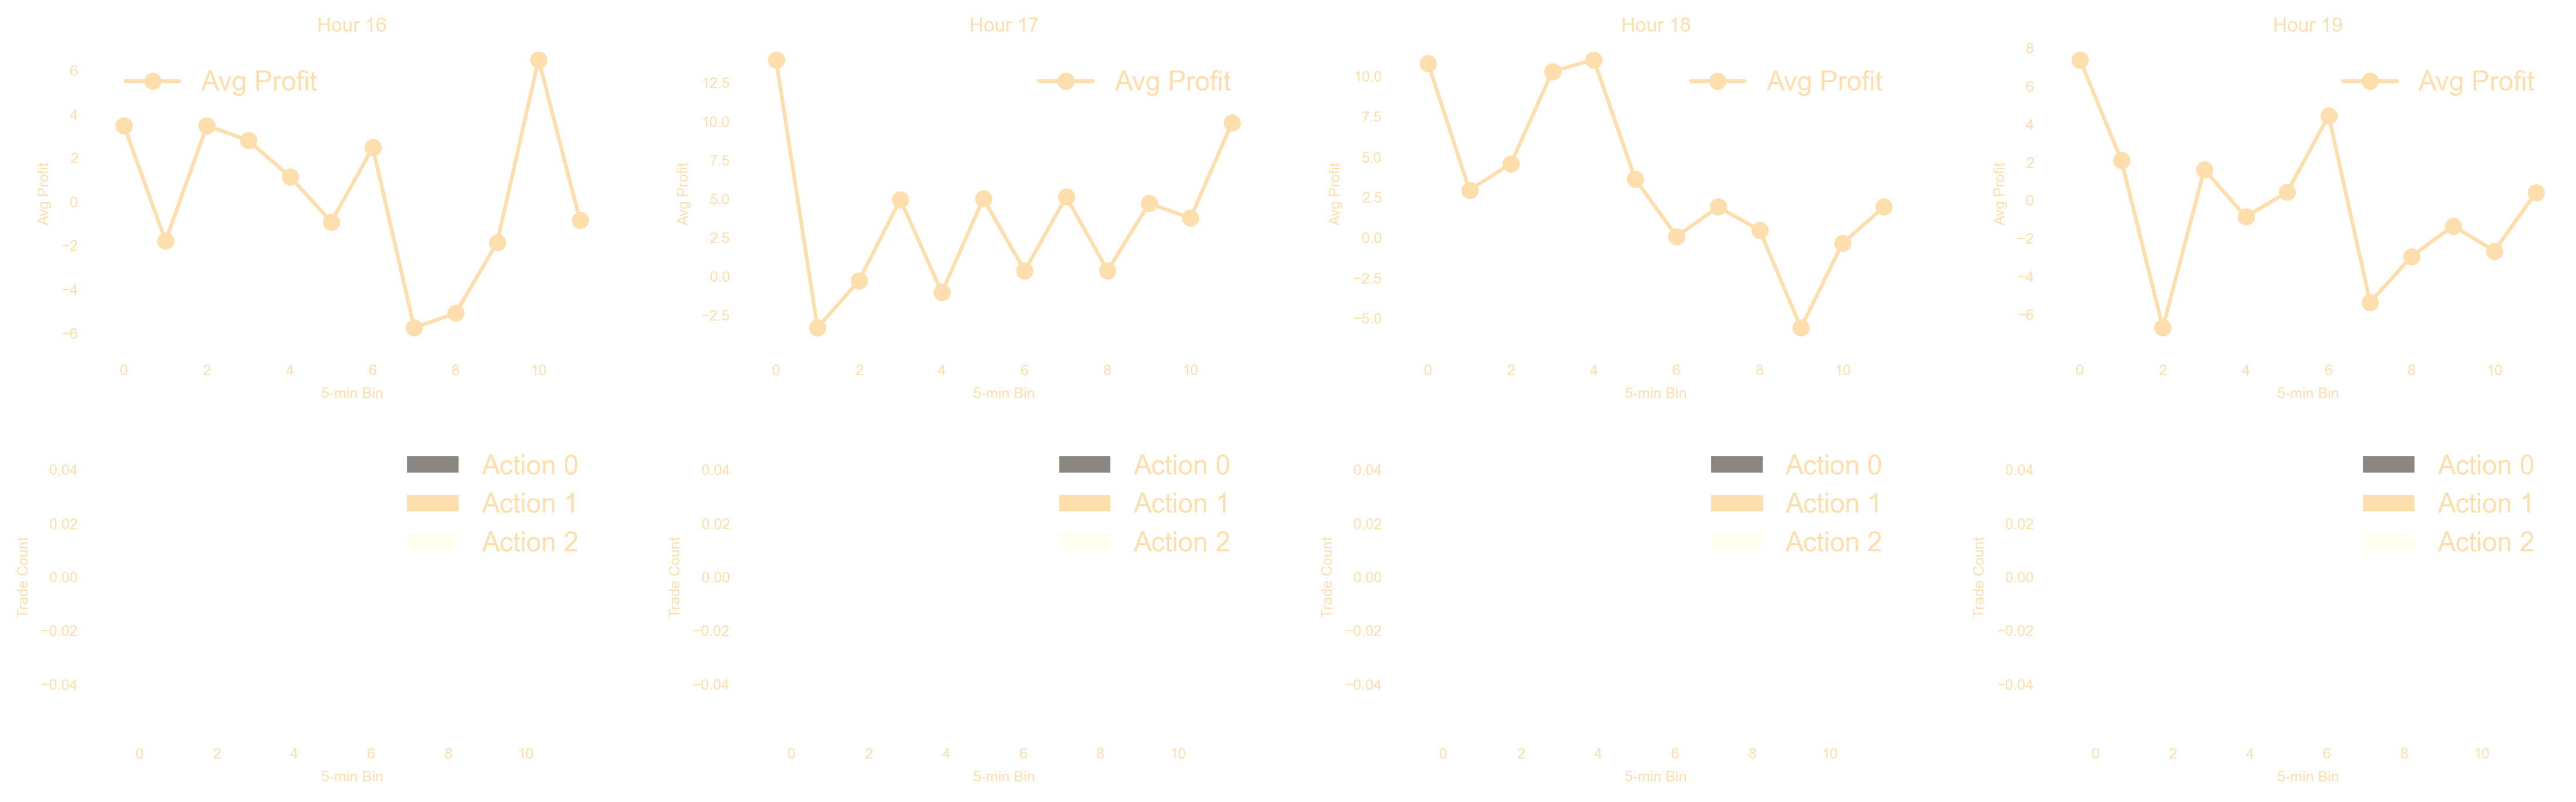 Hour 16
Avg Profit
6
4
2
0
−2
−4
−6
Avg Profit
0 2 4 6 8 10
5-min Bin
Hour 17
Avg Profit
12.5
10.0
7.5
5.0
2.5
0.0
−2.5
Avg Profit
0 2 4 6 8 10
5-min Bin
Hour 18
Avg Profit
10.0
7.5
5.0
2.5
0.0
−2.5
−5.0
Avg Profit
0 2 4 6 8 10
5-min Bin
Hour 19
Avg Profit
8
6
4
2
0
−2
−4
−6
Avg Profit
0 2 4 6 8 10
5-min Bin
Action 0
Action 1
Action 2
0.04
0.02
0.00
−0.02
−0.04
Trade Count
0 2 4 6 8 10
5-min Bin
Action 0
Action 1
Action 2
0.04
0.02
0.00
−0.02
−0.04
Trade Count
0 2 4 6 8 10
5-min Bin
Action 0
Action 1
Action 2
0.04
0.02
0.00
−0.02
−0.04
Trade Count
0 2 4 6 8 10
5-min Bin
Action 0
Action 1
Action 2
0.04
0.02
0.00
−0.02
−0.04
Trade Count
0 2 4 6 8 10
5-min Bin